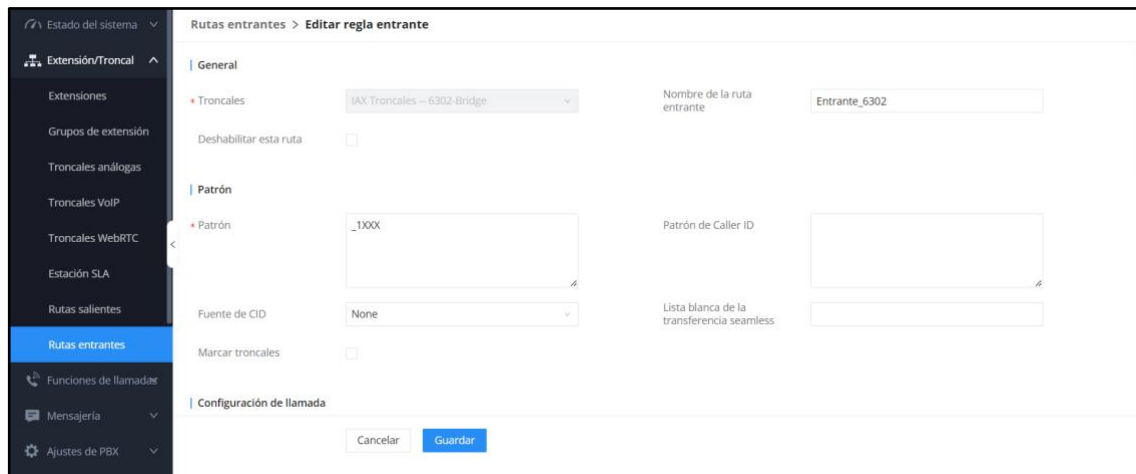 Estado del sistema
Extensión/Troncal
Extensiones
Grupos de extensión
Troncales análogas
Troncales VoIP
Troncales WebRTC
Estación SLA
Rutas salientes
Rutas entrantes
Funciones de llamadas
Mensajería
Ajustes de PBX
Rutas entrantes > Editar regla entrante
General
* Troncales
IAX Troncales -- 6302-Bridge
Nombre de la ruta
entrante
Entrante_6302
Deshabilitar esta ruta
Patrón
* Patrón
_1XXX
Patrón de Caller ID
Fuente de CID
None
Lista blanca de la
transferencia seamless
Marcar troncales
Configuración de llamada
Cancelar
Guardar